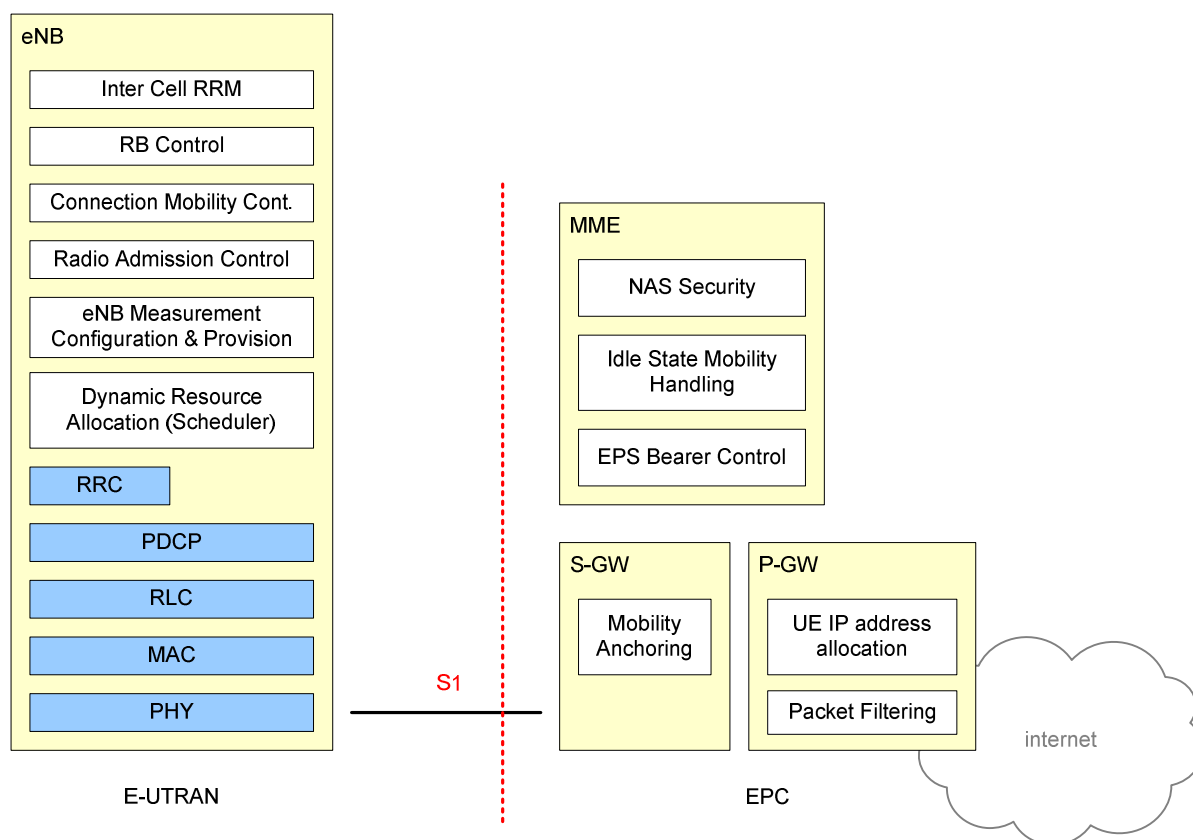 eNB
Inter Cell RRM
RB Control
Connection Mobility Cont.
Radio Admission Control
eNB Measurement
Configuration & Provision
Dynamic Resource
Allocation (Scheduler)
RRC
PDCP
RLC
MAC
PHY
S1
MME
NAS Security
Idle State Mobility
Handling
EPS Bearer Control
S-GW
Mobility
Anchoring
P-GW
UE IP address
allocation
Packet Filtering
internet
E-UTRAN
EPC